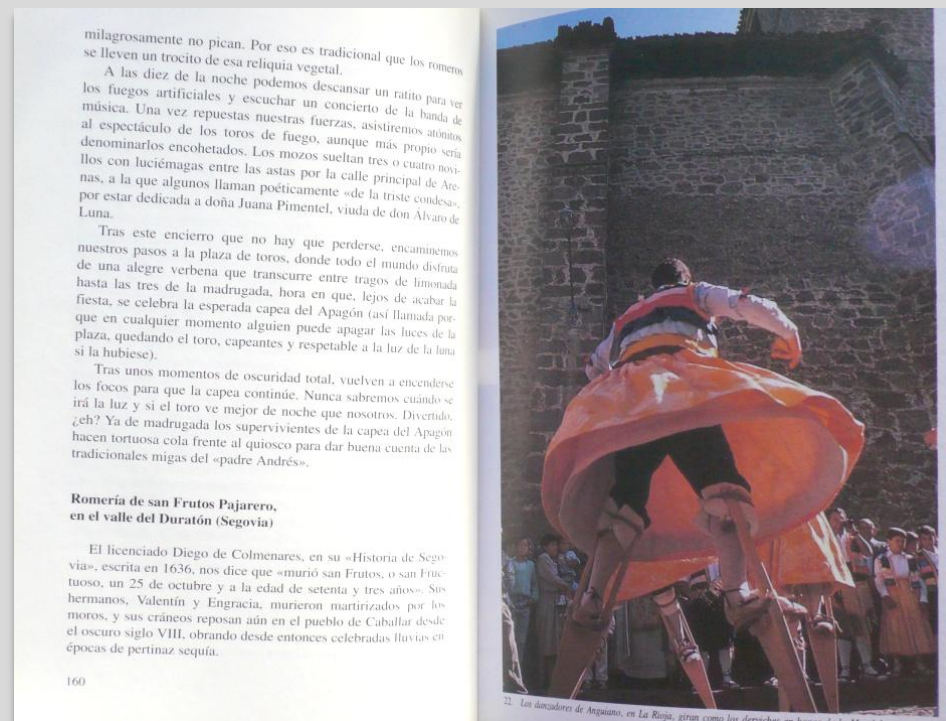 milagrosamente no pican. Por eso es tradicional que los romeros
se lleven un trocito de esa reliquia vegetal.
A las diez de la noche podemos descansar un ratito para ver
los fuegos artificiales y escuchar un concierto de la banda de
música. Una vez repuestas nuestras fuerzas, asistiremos atónitos
al espectáculo de los toros de fuego, aunque más propio sería
denominarlos encohetados. Los mozos sueltan tres o cuatro novi-
llos con luciémagas entre las astas por la calle principal de Are-
nas, a la que algunos llaman poéticamente «de la triste condesa»,
por estar dedicada a doña Juana Pimentel, viuda de don Álvaro de
Luna.
Tras este encierro que no hay que perderse, encaminemos
nuestros pasos a la plaza de toros, donde todo el mundo disfruta
de una alegre verbena que transcurre entre tragos de limonada
hasta las tres de la madrugada, hora en que, lejos de acabar la
fiesta, se celebra la esperada capea del Apagón (así llamada por-
que en cualquier momento alguien puede apagar las luces de la
plaza, quedando el toro, capeantes y respetable a la luz de la luna
si la hubiese).
Tras unos momentos de oscuridad total, vuelven a encenderse
los focos para que la capea continúe. Nunca sabremos cuándo se
irá la luz y si el toro ve mejor de noche que nosotros. Divertido,
¿eh? Ya de madrugada los supervivientes de la capea del Apagón
hacen tortuosa cola frente al quiosco para dar buena cuenta de las
tradicionales migas del «padre Andrés».
Romería de san Frutos Pajarero,
en el valle del Duratón (Segovia)
El licenciado Diego de Colmenares, en su «Historia de Sego-
via», escrita en 1636, nos dice que «murió san Frutos, o san Fruc-
tuoso, un 25 de octubre y a la edad de setenta y tres años». Sus
hermanos, Valentín y Engracia, murieron martirizados por los
moros, y sus cráneos reposan aún en el pueblo de Caballar desde
el oscuro siglo VIII, obrando desde entonces celebradas lluvias en
épocas de pertinaz sequía.
160
22. Los danzadores de Anguiano, en La Rioja, giran como los derviches